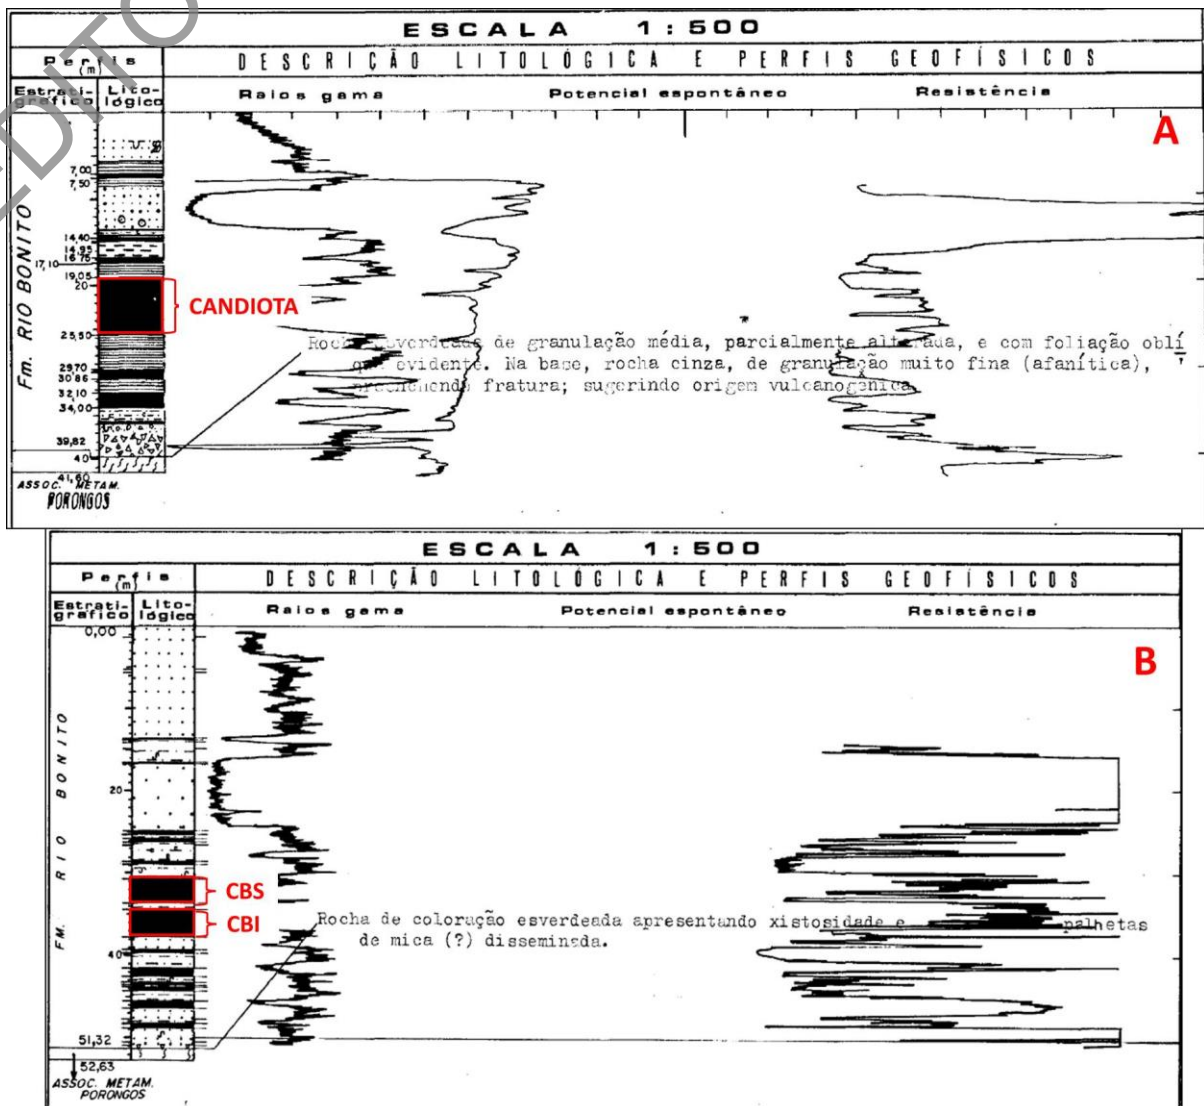 EDITO
ESCALA 1:500
Perfis (m)
DESCRIÇÃO LITOLÓGICA E PERFIS GEOFÍSICOS
Estrati-gráfico
Lito-lógico
Raios gama
Potencial espontâneo
Resistência
A
7,00
7,50
14,40
14,95
16,75
17,10
19,05
20
25,50
29,70
30,86
32,10
34,00
39,82
40
41,60
Fm. RIO BONITO
CANDIOTA
de granulação média, parcialmente alterada, e com foliação oblí
evidente. Na base, rocha cinza, de granulação muito fina (afanítica),
fratura; sugerindo origem vulcanogênica
ASSOC. METAM.
PORONGOS
ESCALA 1:500
Perfis (m)
DESCRIÇÃO LITOLÓGICA E PERFIS GEOFÍSICOS
Estrati-gráfico
Lito-lógico
Raios gama
Potencial espontâneo
Resistência
B
0,00
20
40
51,32
52,63
FM. RIO BONITO
CBS
CBI
Rocha de coloração esverdeada apresentando xistosidade e palhetas
de mica (?) disseminada.
ASSOC. METAM.
PORONGOS